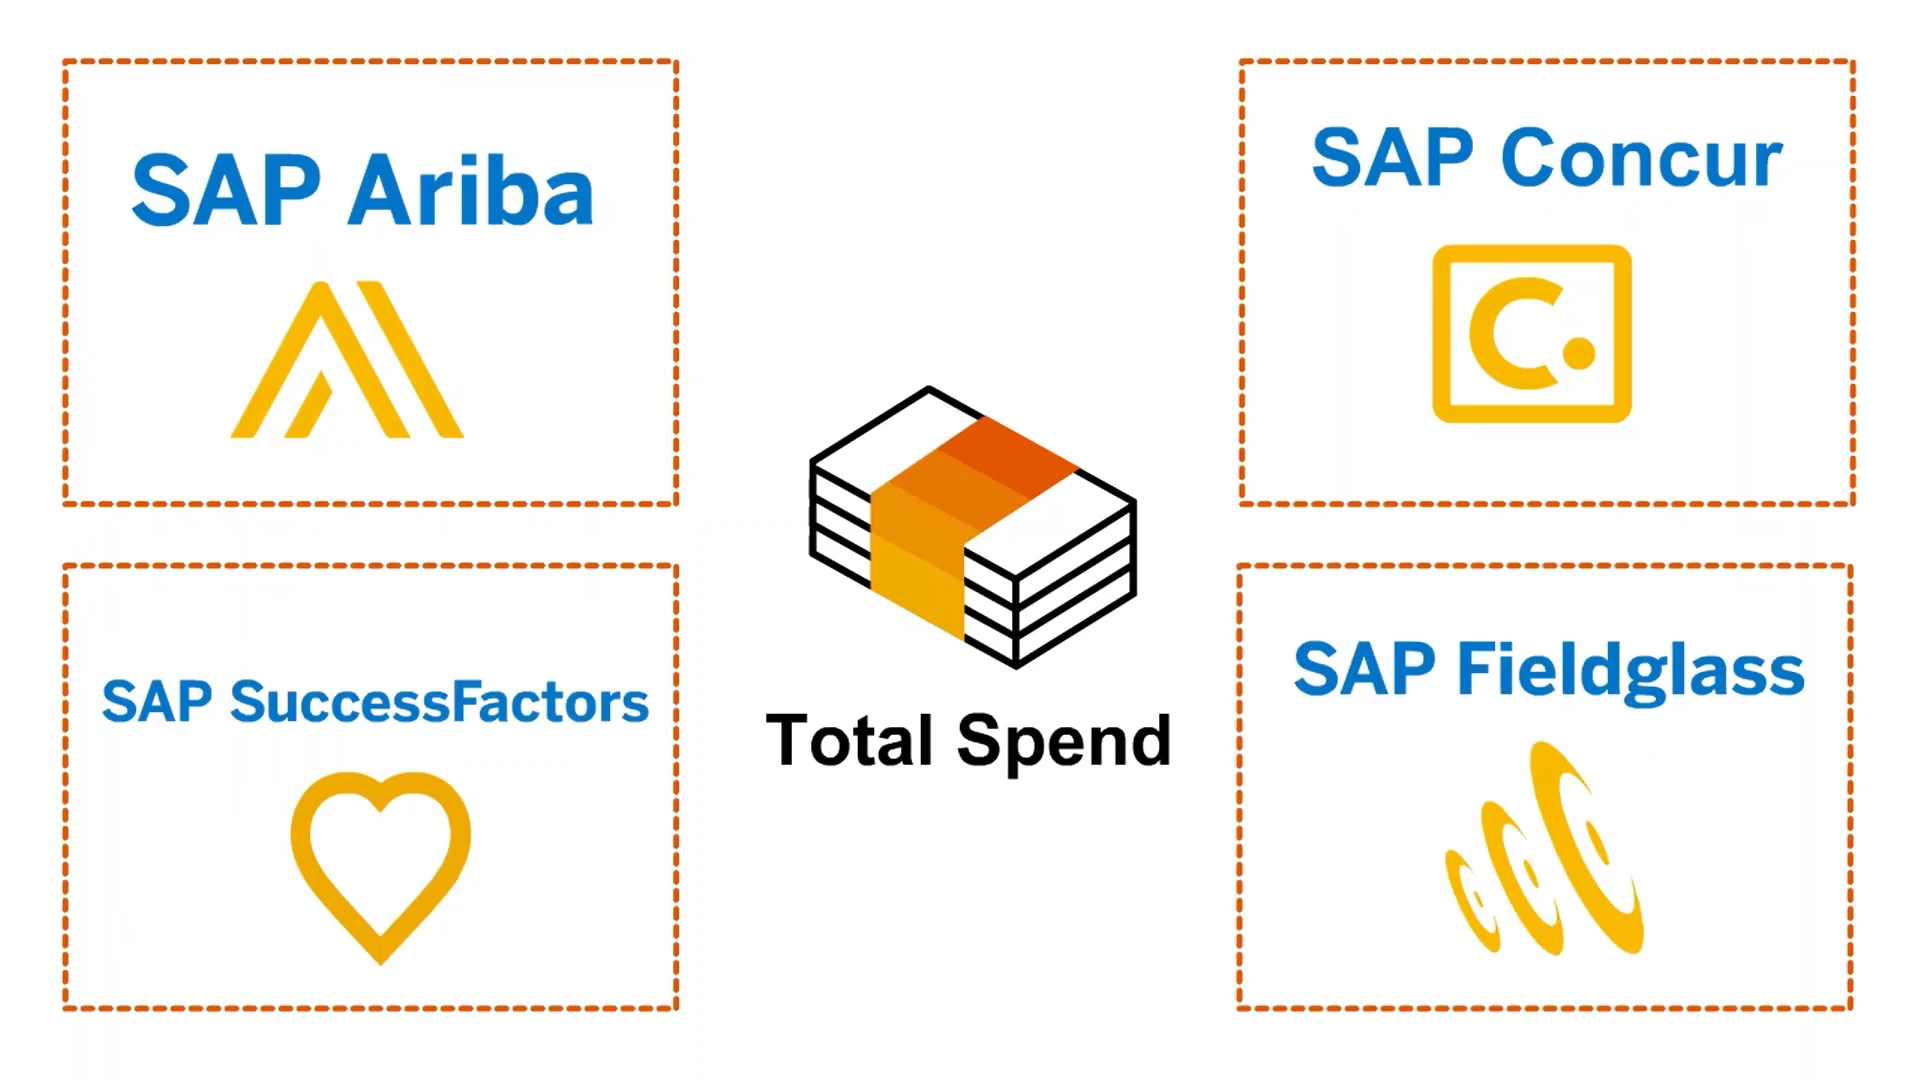 SAP Ariba
SAP Concur
SAP SuccessFactors
Total Spend
SAP Fieldglass